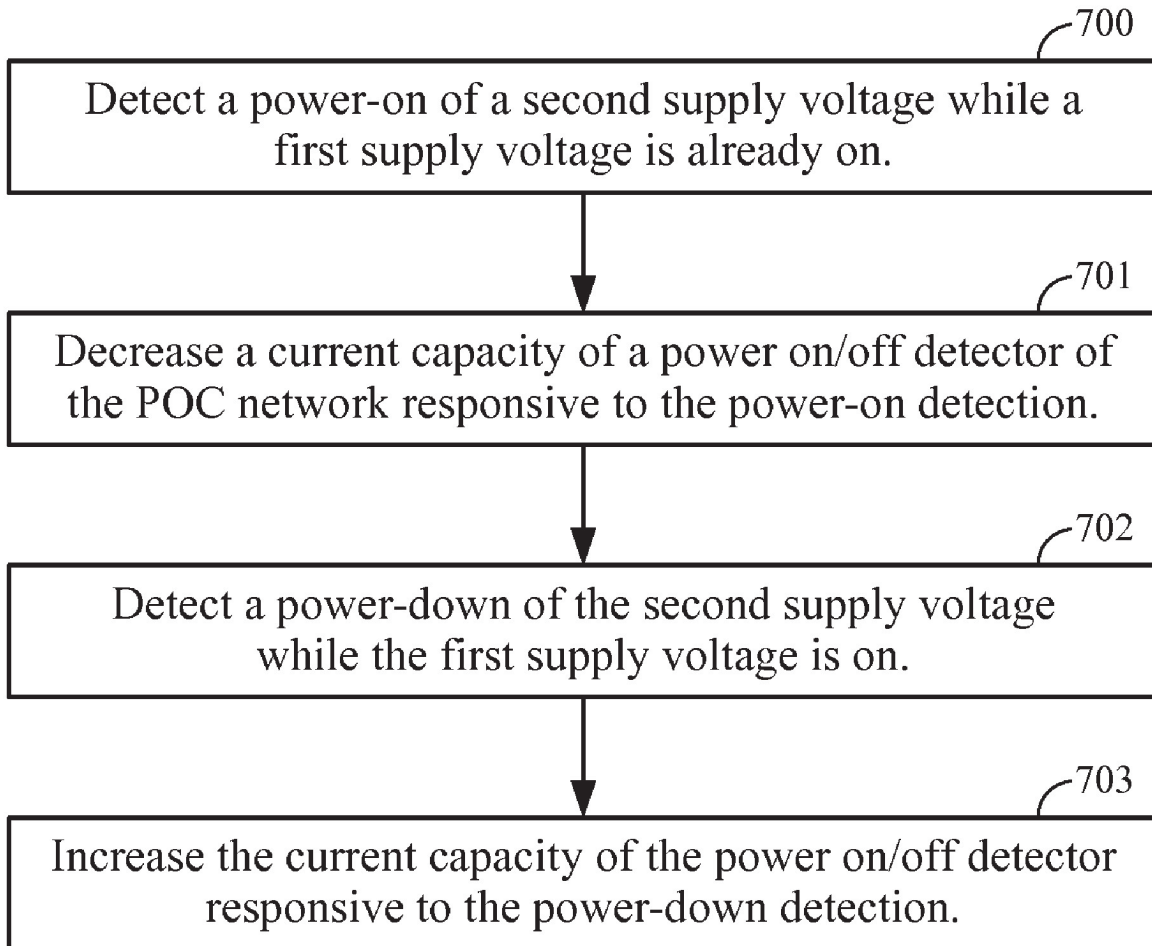 700
Detect a power-on of a second supply voltage while a
first supply voltage is already on.
701
Decrease a current capacity of a power on/off detector of
the POC network responsive to the power-on detection.
702
Detect a power-down of the second supply voltage
while the first supply voltage is on.
703
Increase the current capacity of the power on/off detector
responsive to the power-down detection.